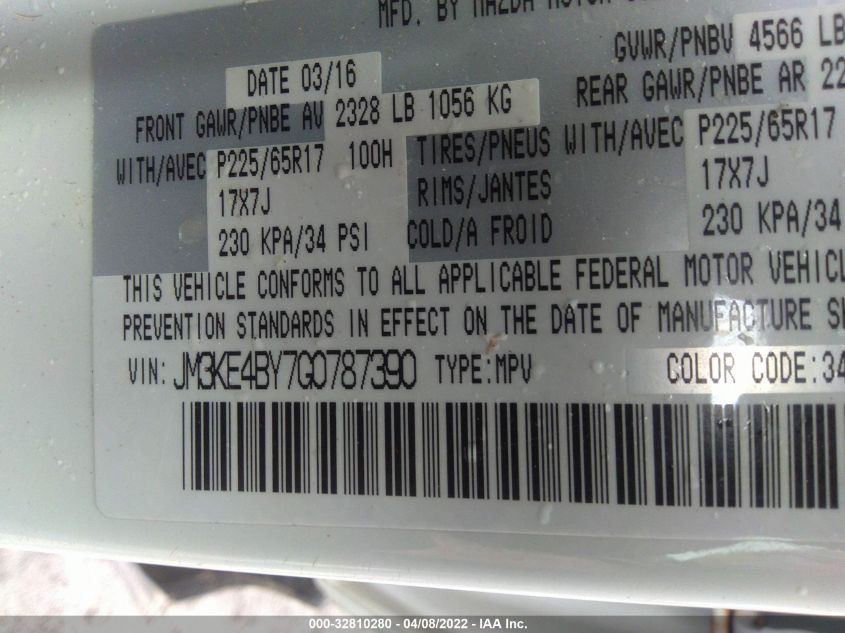 MFD. BY MAZDA MOTOR
GVWR/PNBV 4566 LB
DATE 03/16
REAR GAWR/PNBE AR 22
FRONT GAWR/PNBE AV 2328 LB 1056 KG
WITH/AVEC P225/65R17 100H TIRES/PNEUS WITH/AVEC P225/65R17
17X7J RIMS/JANTES 17X7J
230 KPA/34 PSI COLD/A FROID 230 KPA/34
THIS VEHICLE CONFORMS TO ALL APPLICABLE FEDERAL MOTOR VEHICL
PREVENTION STANDARDS IN EFFECT ON THE DATE OF MANUFACTURE S
VIN: JM3KE4BY7G0787390 TYPE:MPV COLOR CODE:34
000-32810280 - 04/08/2022 - IAA Inc.